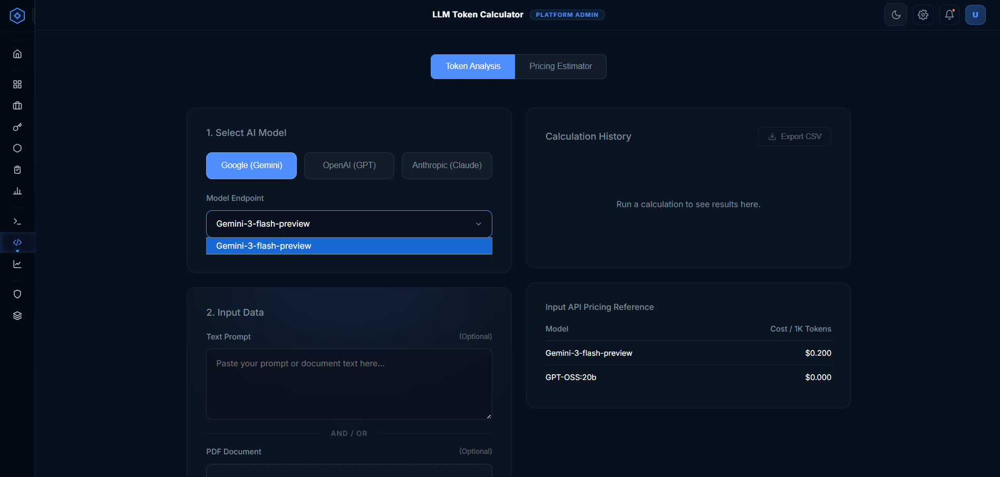 LLM Token Calculator PLATFORM ADMIN
U
Token Analysis
Pricing Estimator
1. Select AI Model
Google (Gemini)
OpenAI (GPT)
Anthropic (Claude)
Model Endpoint
Gemini-3-flash-preview
Gemini-3-flash-preview
2. Input Data
Text Prompt (Optional)
Paste your prompt or document text here...
AND / OR
PDF Document (Optional)
Calculation History
Export CSV
Run a calculation to see results here.
Input API Pricing Reference
Model Cost / 1K Tokens
Gemini-3-flash-preview $0.200
GPT-OSS:20b $0.000